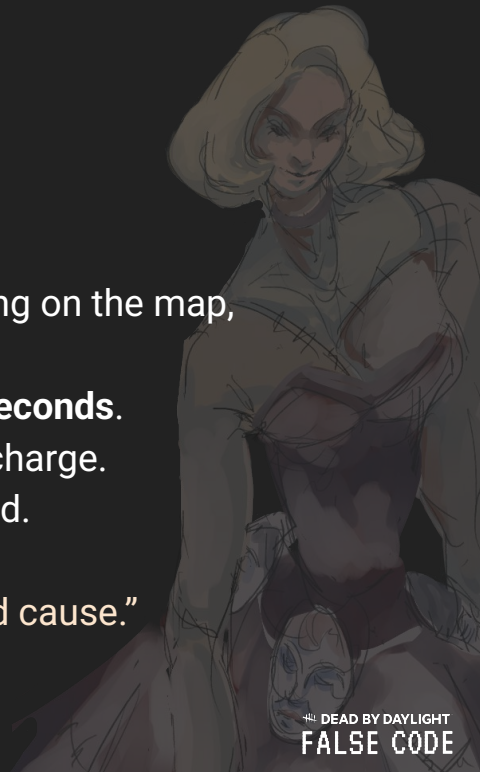 ng on the map,
econds.
charge.
d.
d cause.”
DEAD BY DAYLIGHT
FALSE CODE